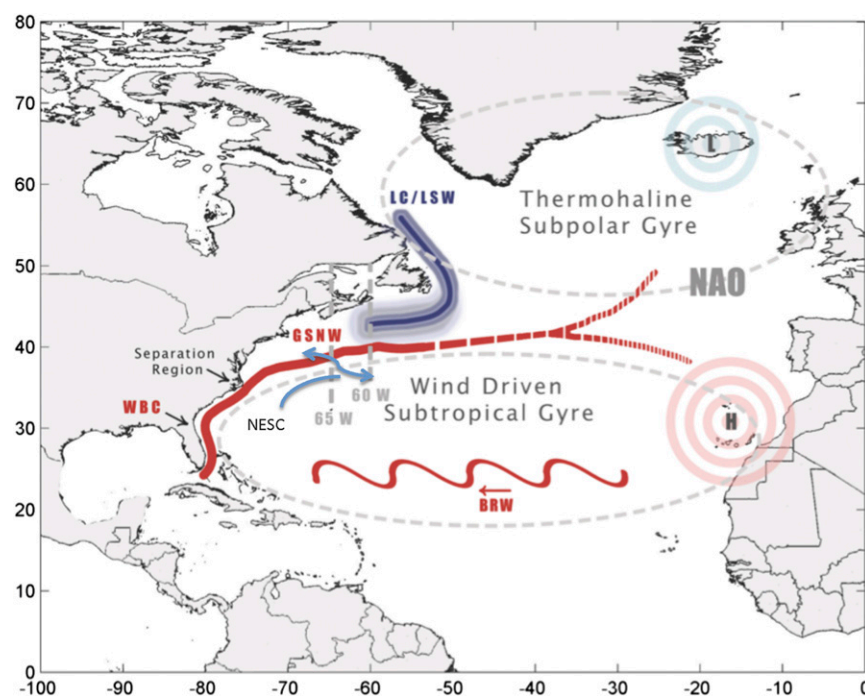 80
70
60
50
40
30
20
10
0
-100
-90
-80
-70
-60
-50
-40
-30
-20
-10
0
L
LC/LSW
Thermohaline
Subpolar Gyre
NAO
GSNW
Separation
Region
WBC
NESC
65 W
60 W
Wind Driven
Subtropical Gyre
H
BRW